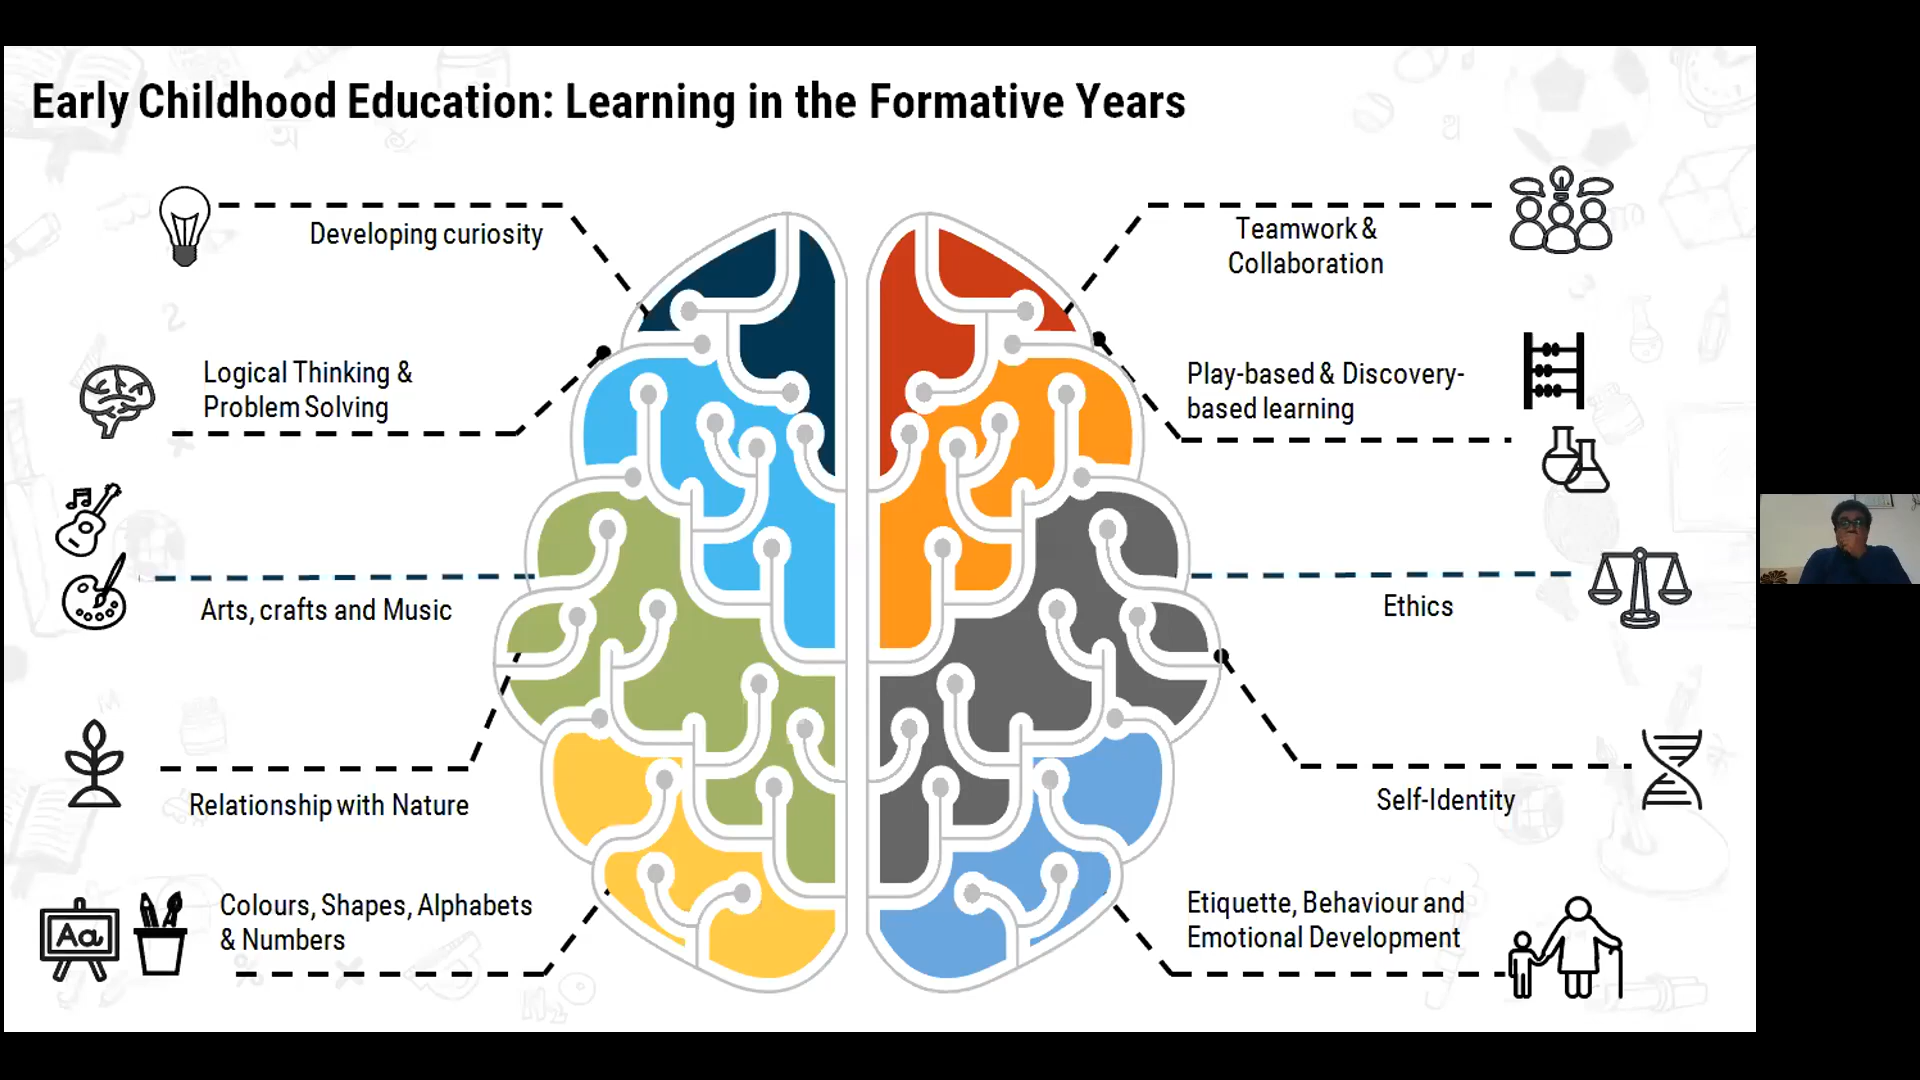 Early Childhood Education: Learning in the Formative Years
Developing curiosity
Logical Thinking &
Problem Solving
Arts, crafts and Music
Relationship with Nature
Aa
Colours, Shapes, Alphabets
& Numbers
Teamwork &
Collaboration
Play-based & Discovery-
based learning
Ethics
Self-Identity
Etiquette, Behaviour and
Emotional Development
2
%
H₂O